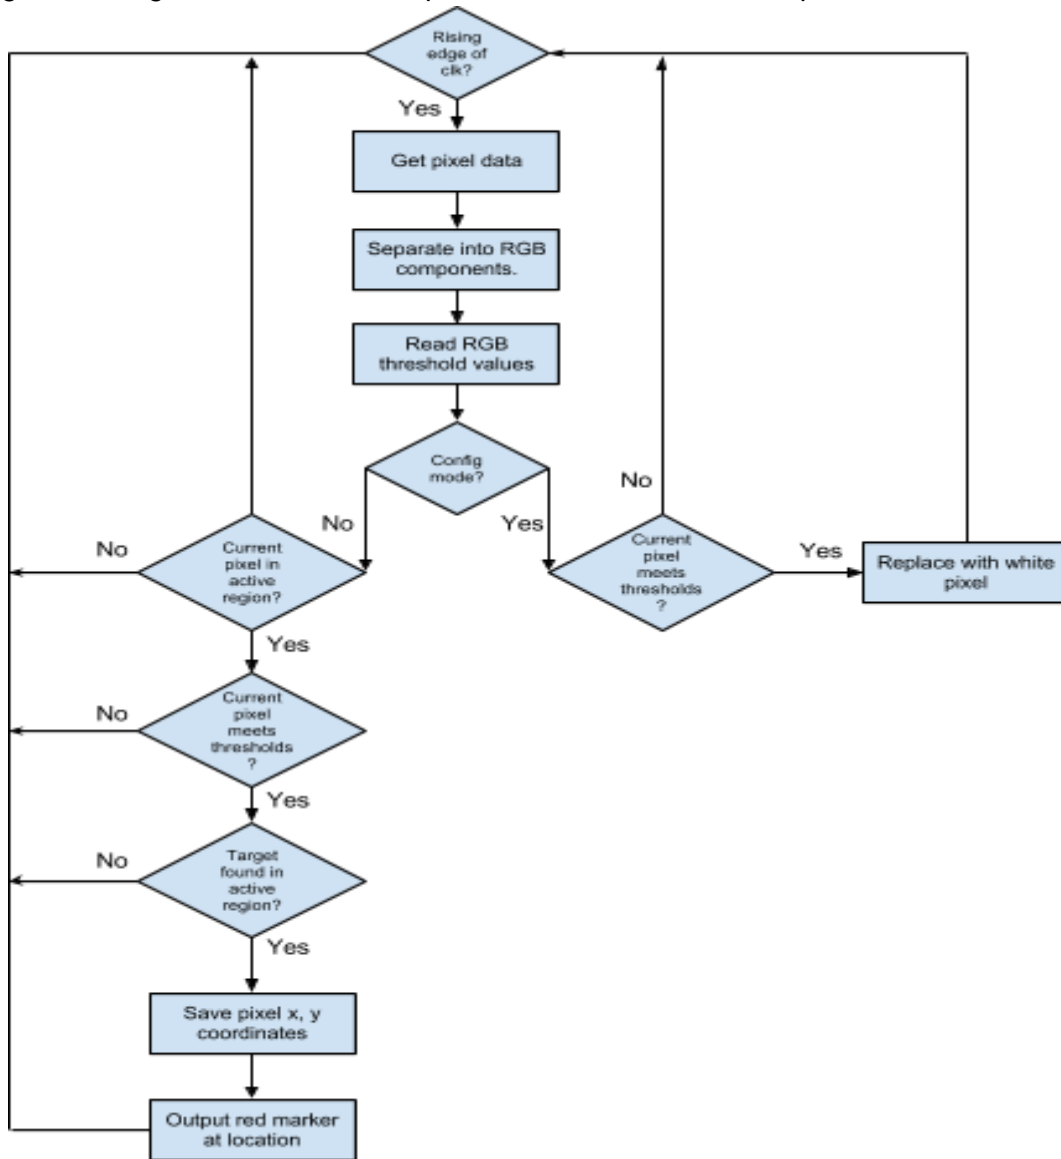 Rising
edge of
clk?
Yes
Get pixel data
Separate into RGB
components.
Read RGB
threshold values
Config
mode?
No
Yes
No
Current
pixel in
active
region?
No
Yes
Current
pixel
meets
thresholds
?
Yes
Replace with white
pixel
Current
pixel
meets
thresholds
?
No
Yes
Target
found in
active
region?
No
Yes
Save pixel x, y
coordinates
Output red marker
at location